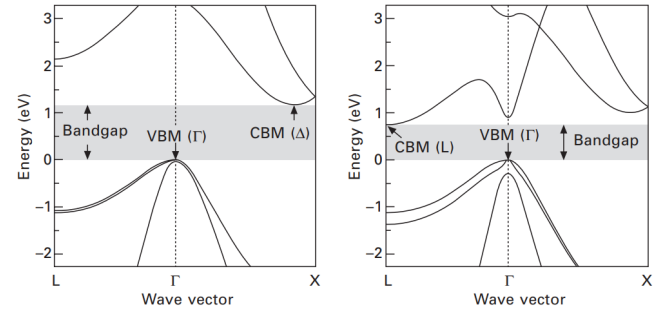 3
2
1
0
−1
−2
Energy (eV)
Bandgap
VBM (Γ)
CBM (Δ)
L
Γ
X
Wave vector
3
2
1
0
−1
−2
Energy (eV)
CBM (L)
VBM (Γ)
Bandgap
L
Γ
X
Wave vector